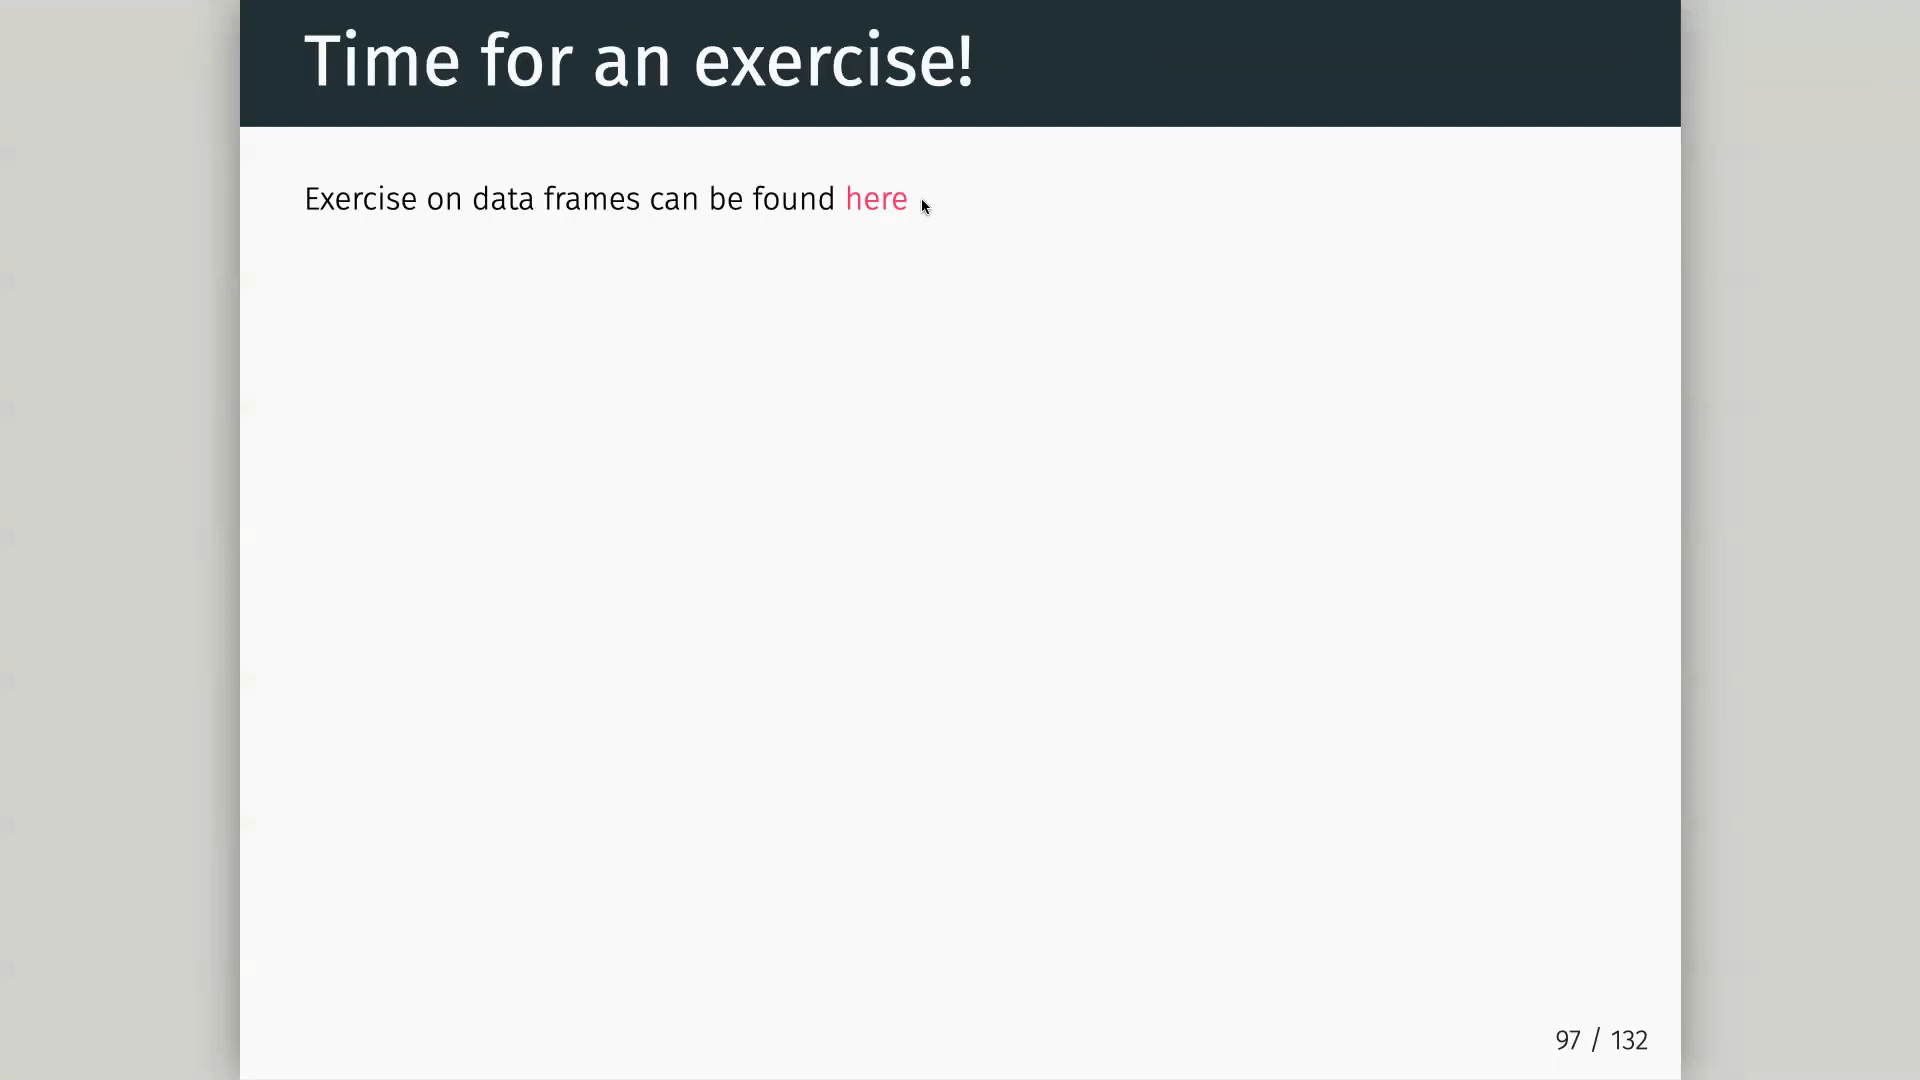 Time for an exercise!
Exercise on data frames can be found here
97 / 132